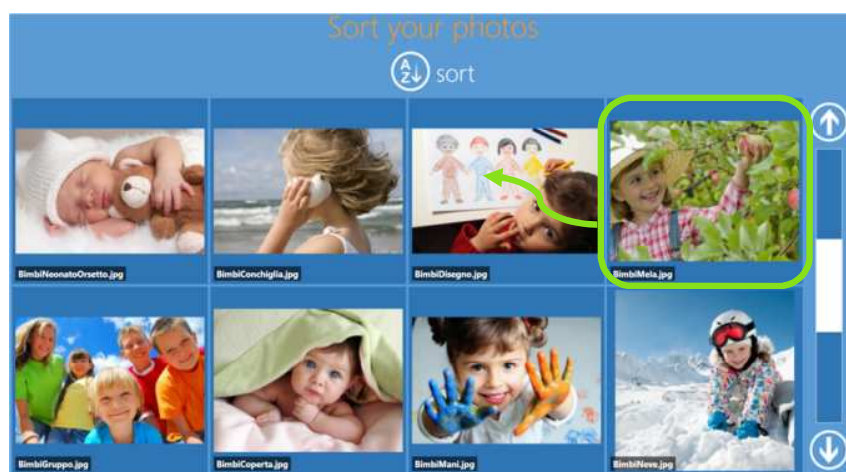 Sort your photos
A
Z
sort
BimbiNeonatoOrsetto.jpg
BimbiConchiglia.jpg
BimbiDisegno.jpg
BimbiMela.jpg
BimbiGruppo.jpg
BimbiCoperta.jpg
BimbiMani.jpg
BimbiNeve.jpg